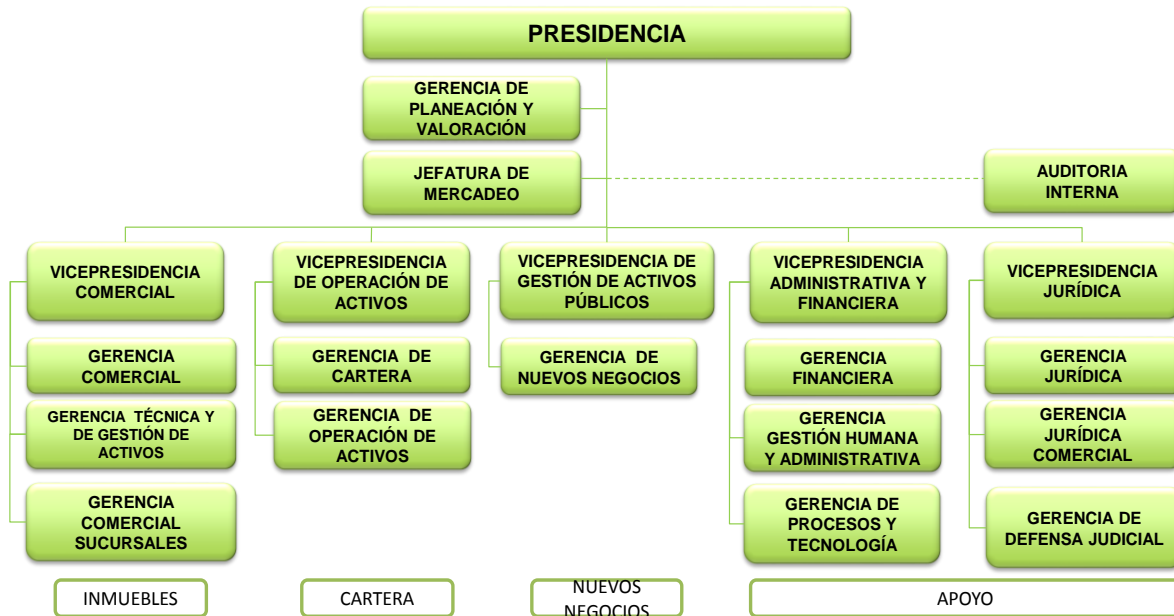 PRESIDENCIA
GERENCIA DE
PLANEACIÓN Y
VALORACIÓN
JEFATURA DE
MERCADEO
AUDITORIA
INTERNA
VICEPRESIDENCIA
COMERCIAL
GERENCIA
COMERCIAL
GERENCIA TÉCNICA Y
DE GESTIÓN DE
ACTIVOS
GERENCIA
COMERCIAL
SUCURSALES
VICEPRESIDENCIA
DE OPERACIÓN DE
ACTIVOS
GERENCIA DE
CARTERA
GERENCIA DE
OPERACIÓN DE
ACTIVOS
VICEPRESIDENCIA DE
GESTIÓN DE ACTIVOS
PÚBLICOS
GERENCIA DE
NUEVOS NEGOCIOS
VICEPRESIDENCIA
ADMINISTRATIVA Y
FINANCIERA
GERENCIA
FINANCIERA
GERENCIA
GESTIÓN HUMANA
Y ADMINISTRATIVA
GERENCIA DE
PROCESOS Y
TECNOLOGÍA
VICEPRESIDENCIA
JURÍDICA
GERENCIA
JURÍDICA
GERENCIA
JURÍDICA
COMERCIAL
GERENCIA DE
DEFENSA JUDICIAL
INMUEBLES
CARTERA
NUEVOS
NEGOCIOS
APOYO